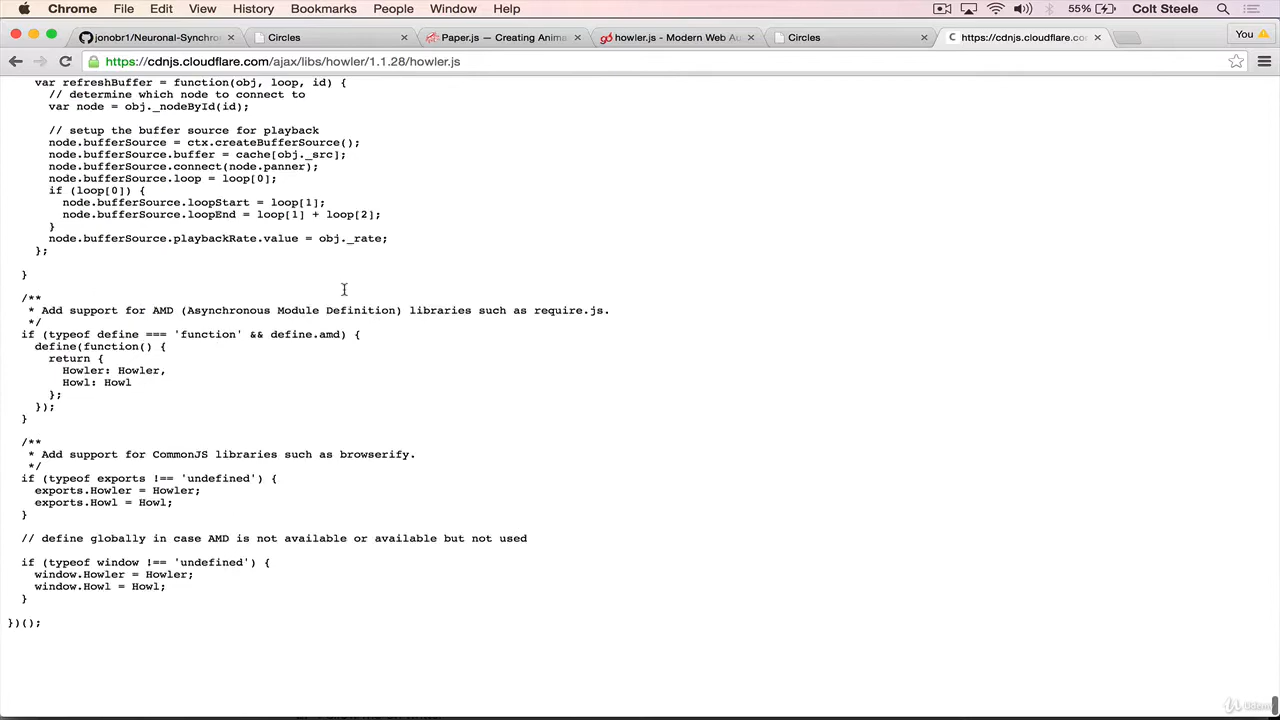 Chrome File Edit View History Bookmarks People Window Help 55% Colt Steele
jonobr1/Neuronal-Synchro Circles Paper.js — Creating Anima howler.js - Modern Web Au Circles https://cdnjs.cloudflare.co You
https://cdnjs.cloudflare.com/ajax/libs/howler/1.1.28/howler.js
var refreshBuffer = function(obj, loop, id) {
// determine which node to connect to
var node = obj._nodeById(id);
// setup the buffer source for playback
node.bufferSource = ctx.createBufferSource();
node.bufferSource.buffer = cache[obj._src];
node.bufferSource.connect(node.panner);
node.bufferSource.loop = loop[0];
if (loop[0]) {
node.bufferSource.loopStart = loop[1];
node.bufferSource.loopEnd = loop[1] + loop[2];
}
node.bufferSource.playbackRate.value = obj._rate;
};
}
/**
* Add support for AMD (Asynchronous Module Definition) libraries such as require.js.
*/
if (typeof define === 'function' && define.amd) {
define(function() {
return {
Howler: Howler,
Howl: Howl
};
});
}
/**
* Add support for CommonJS libraries such as browserify.
*/
if (typeof exports !== 'undefined') {
exports.Howler = Howler;
exports.Howl = Howl;
}
// define globally in case AMD is not available or available but not used
if (typeof window !== 'undefined') {
window.Howler = Howler;
window.Howl = Howl;
}
})();
Udemy